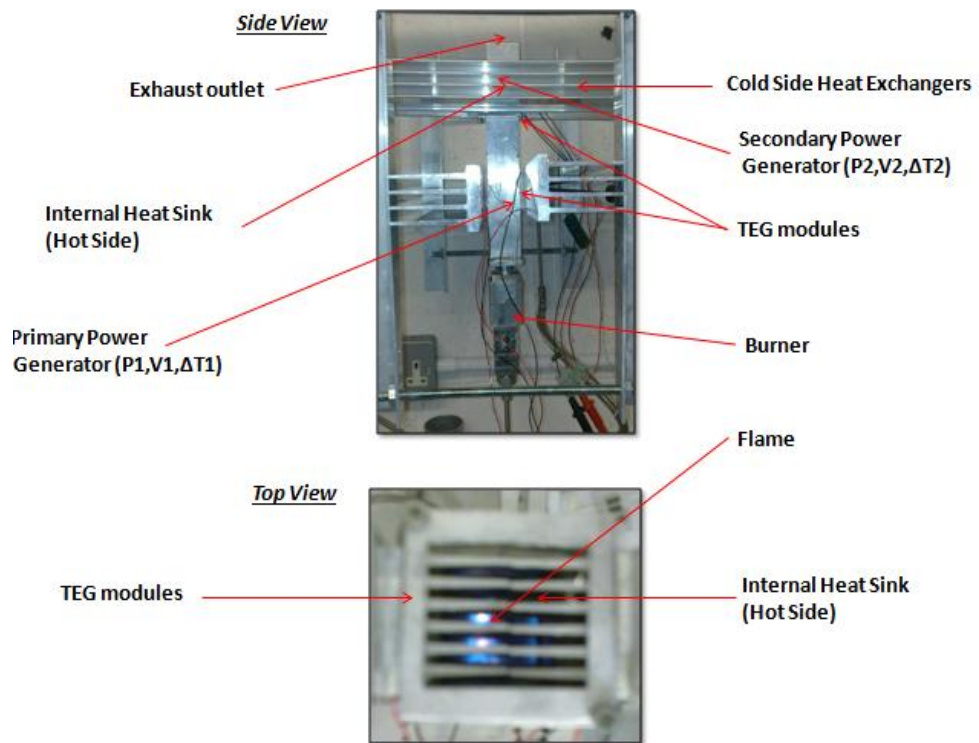 Side View
Exhaust outlet
Cold Side Heat Exchangers
Secondary Power
Generator (P2,V2,ΔT2)
Internal Heat Sink
(Hot Side)
TEG modules
Primary Power
Generator (P1,V1,ΔT1)
Burner
Flame
Top View
TEG modules
Internal Heat Sink
(Hot Side)